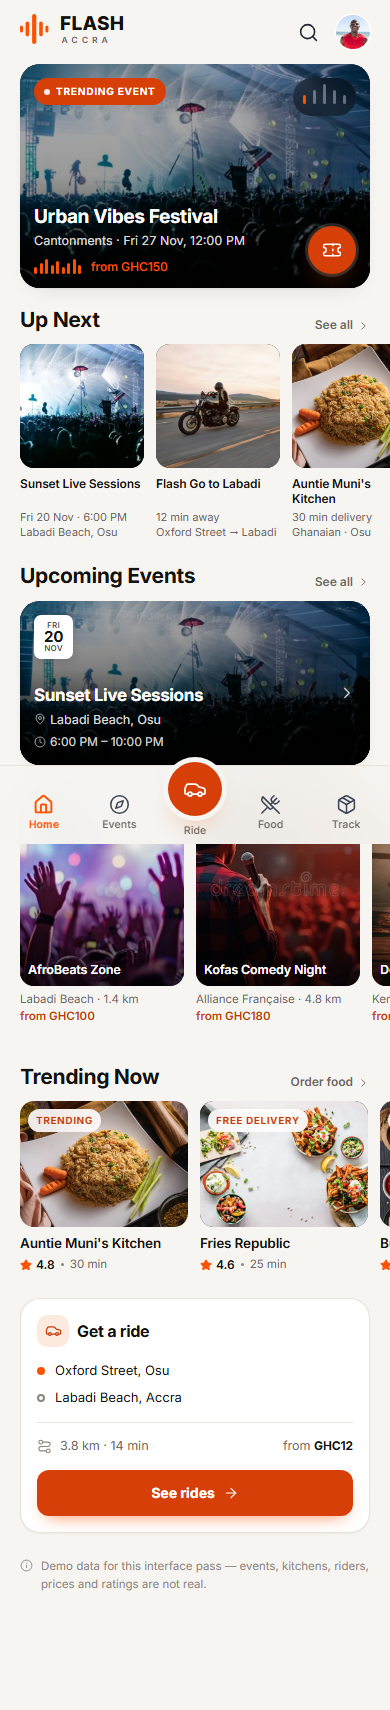 FLASH
ACCRA
TRENDING EVENT
Urban Vibes Festival
Cantonments · Fri 27 Nov, 12:00 PM
from GHC150
Up Next
See all
Sunset Live Sessions
Fri 20 Nov · 6:00 PM
Labadi Beach, Osu
Flash Go to Labadi
12 min away
Oxford Street → Labadi
Auntie Muni's
Kitchen
30 min delivery
Ghanaian · Osu
Upcoming Events
See all
FRI
20
NOV
Sunset Live Sessions
Labadi Beach, Osu
6:00 PM – 10:00 PM
Home
Events
Ride
Food
Track
dreamstime
AfroBeats Zone
Labadi Beach · 1.4 km
from GHC100
Kofas Comedy Night
Alliance Française · 4.8 km
from GHC180
Trending Now
Order food
TRENDING
Auntie Muni's Kitchen
4.8 • 30 min
FREE DELIVERY
Fries Republic
4.6 • 25 min
Get a ride
Oxford Street, Osu
Labadi Beach, Accra
3.8 km · 14 min
from GHC12
See rides
Demo data for this interface pass — events, kitchens, riders,
prices and ratings are not real.